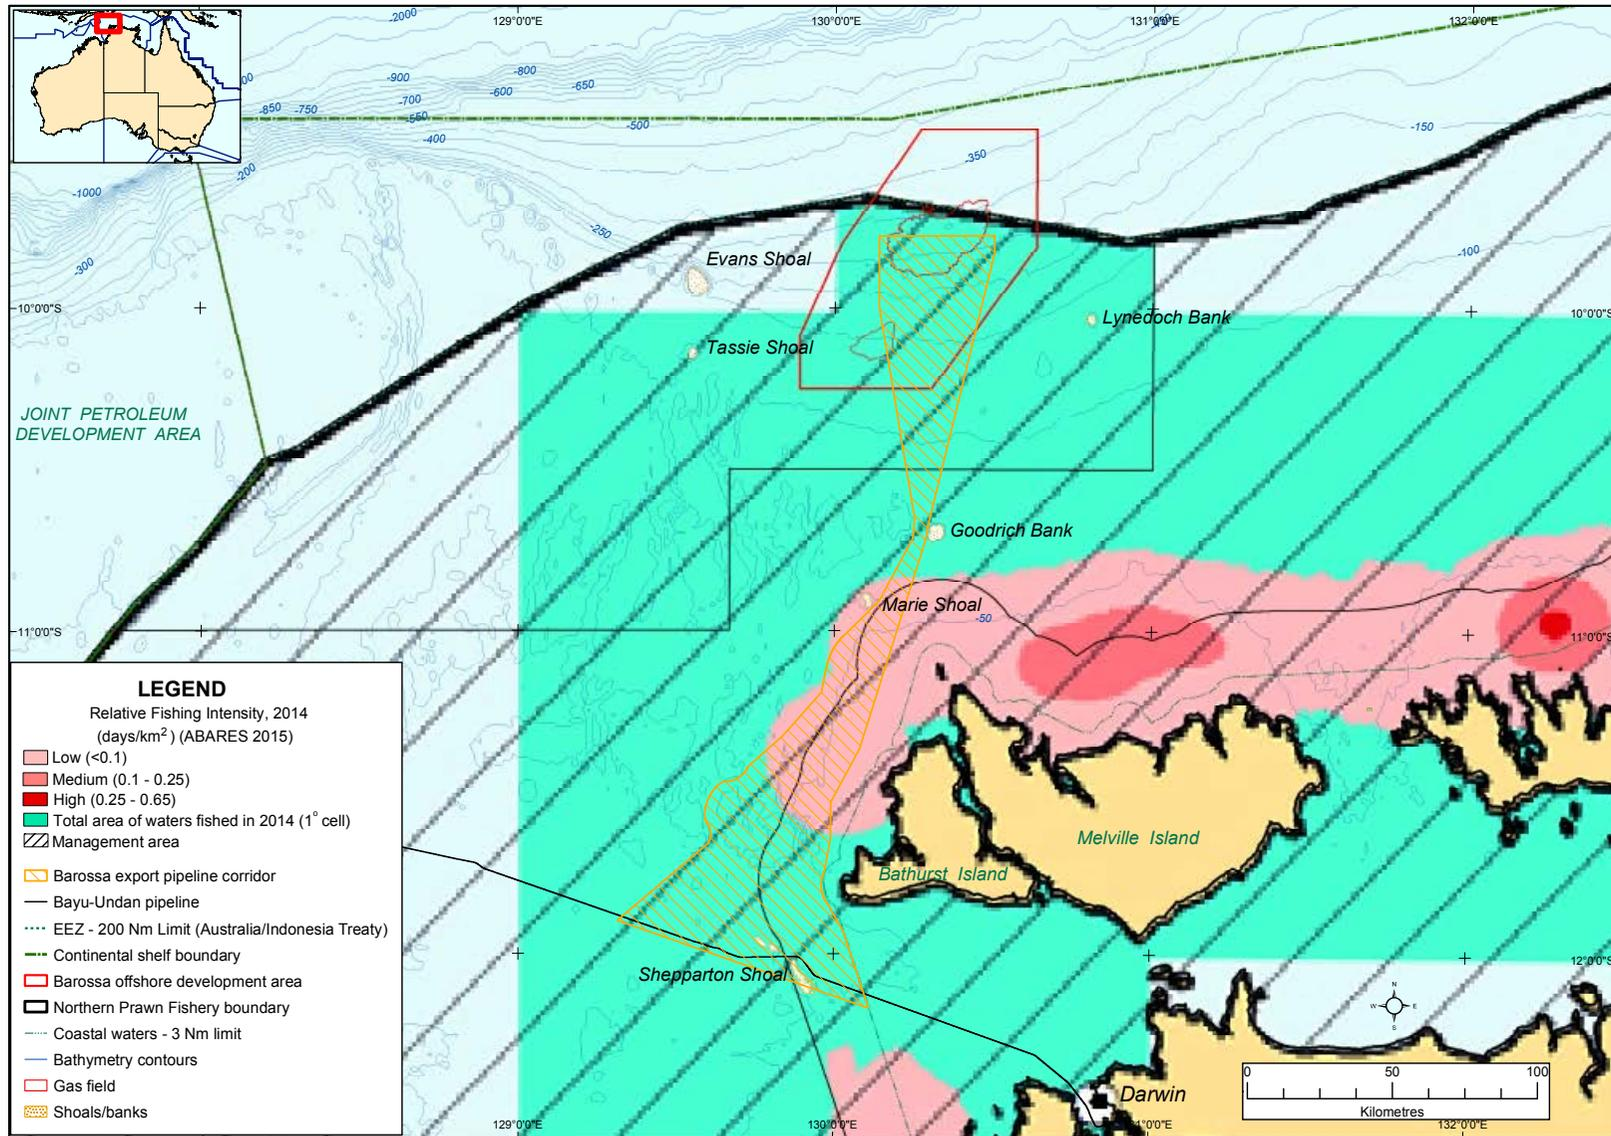 129°0'0"E
130°0'0"E
131°0'0"E
132°0'0"E
-2000
-900
-800
-700
-600
-650
-850
-750
-550
-500
-400
-350
-150
-200
-1000
-250
-300
-100
Evans Shoal
10°0'0"S
10°0'0"S
Lynedoch Bank
Tassie Shoal
JOINT PETROLEUM
DEVELOPMENT AREA
Goodrich Bank
Marie Shoal
-50
11°0'0"S
11°0'0"S
Melville Island
Bathurst Island
Shepparton Shoal
12°0'0"S
N
W
E
S
Darwin
LEGEND
Relative Fishing Intensity, 2014
(days/km²) (ABARES 2015)
Low (<0.1)
Medium (0.1 - 0.25)
High (0.25 - 0.65)
Total area of waters fished in 2014 (1° cell)
Management area
Barossa export pipeline corridor
Bayu-Undan pipeline
EEZ - 200 Nm Limit (Australia/Indonesia Treaty)
Continental shelf boundary
Barossa offshore development area
Northern Prawn Fishery boundary
Coastal waters - 3 Nm limit
Bathymetry contours
Gas field
Shoals/banks
0 50 100
Kilometres
129°0'0"E
130°0'0"E
132°0'0"E